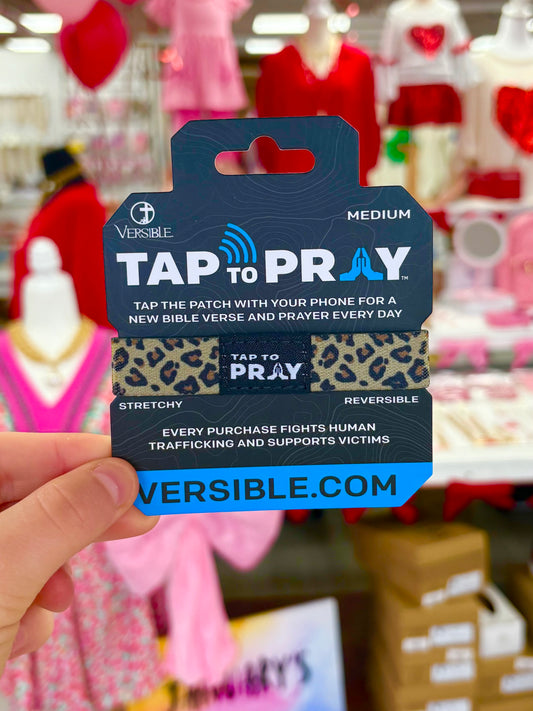 MEDIUM
VERSIBLE
TAP TO PRAY™
TAP THE PATCH WITH YOUR PHONE FOR A
NEW BIBLE VERSE AND PRAYER EVERY DAY
TAP TO
PRAY
STRETCHY
REVERSIBLE
EVERY PURCHASE FIGHTS HUMAN
TRAFFICKING AND SUPPORTS VICTIMS
VERSIBLE.COM